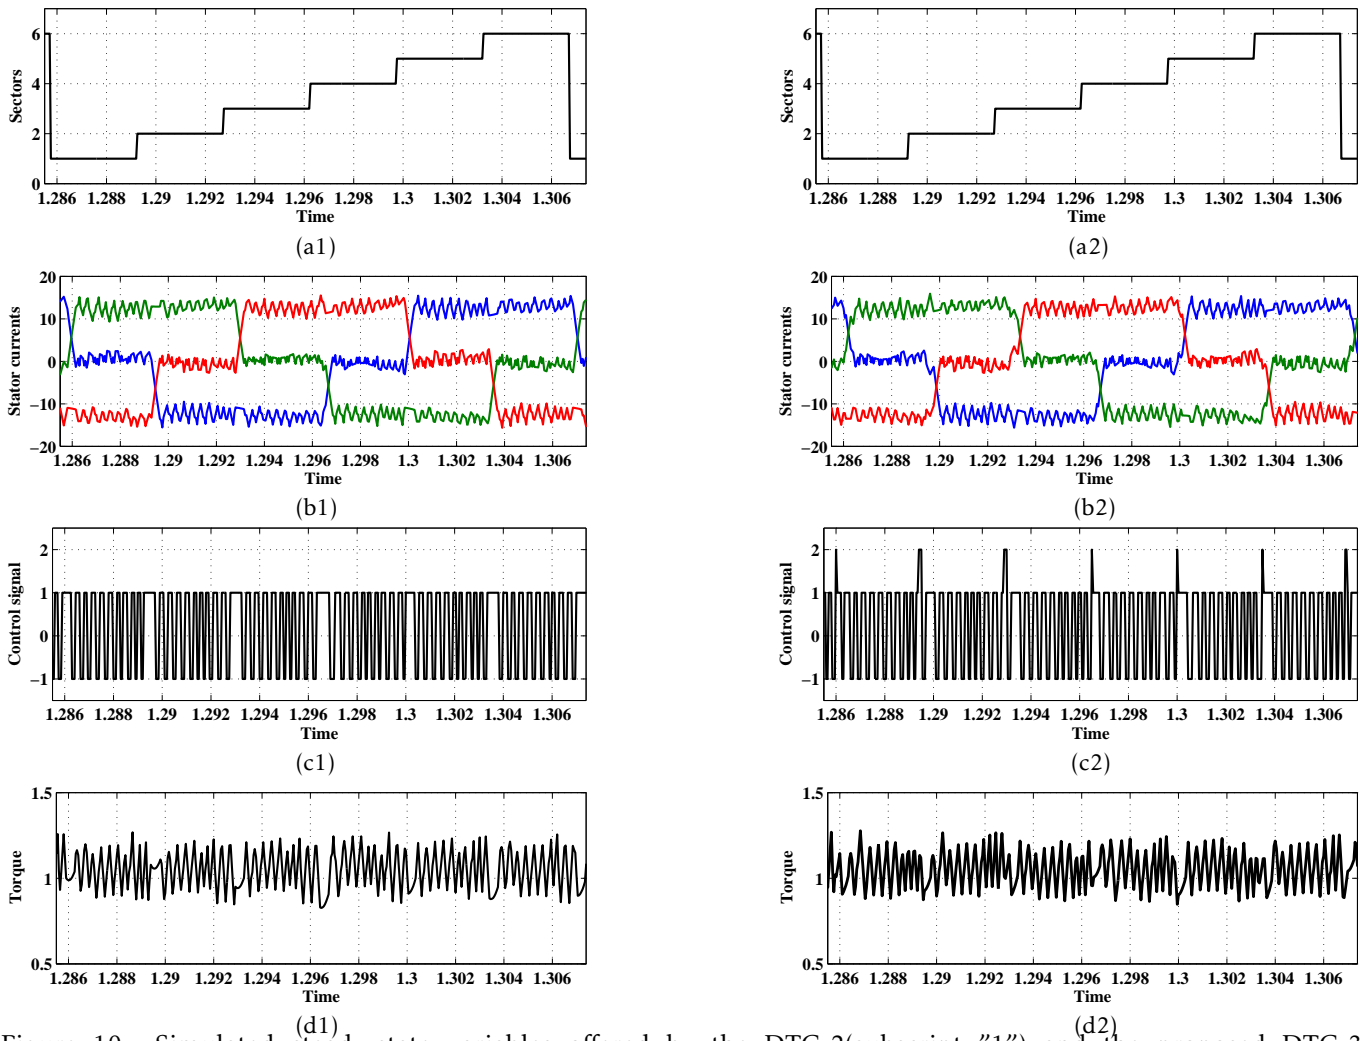 6
4
2
0
Sectors
1.286 1.288 1.29 1.292 1.294 1.296 1.298 1.3 1.302 1.304 1.306
Time
(a1)
6
4
2
0
Sectors
1.286 1.288 1.29 1.292 1.294 1.296 1.298 1.3 1.302 1.304 1.306
Time
(a2)
20
10
0
−10
−20
Stator currents
1.286 1.288 1.29 1.292 1.294 1.296 1.298 1.3 1.302 1.304 1.306
Time
(b1)
20
10
0
−10
−20
Stator currents
1.286 1.288 1.29 1.292 1.294 1.296 1.298 1.3 1.302 1.304 1.306
Time
(b2)
2
1
0
−1
Control signal
1.286 1.288 1.29 1.292 1.294 1.296 1.298 1.3 1.302 1.304 1.306
Time
(c1)
2
1
0
−1
Control signal
1.286 1.288 1.29 1.292 1.294 1.296 1.298 1.3 1.302 1.304 1.306
Time
(c2)
1.5
1
0.5
Torque
1.286 1.288 1.29 1.292 1.294 1.296 1.298 1.3 1.302 1.304 1.306
Time
(d1)
1.5
1
0.5
Torque
1.286 1.288 1.29 1.292 1.294 1.296 1.298 1.3 1.302 1.304 1.306
Time
(d2)
Figure 10. Simulated steady state variables offered by the DTC-2(subscript "1") and the proposed DTC-3